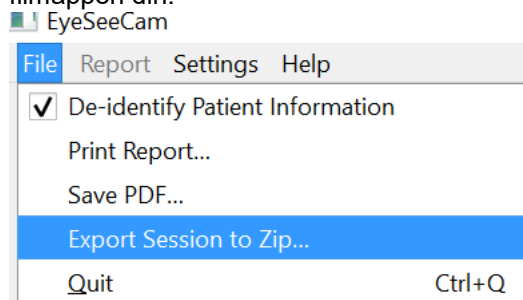 EyeSeeCam
File Report Settings Help
De-identify Patient Information
Print Report...
Save PDF...
Export Session to Zip...
Quit Ctrl+Q